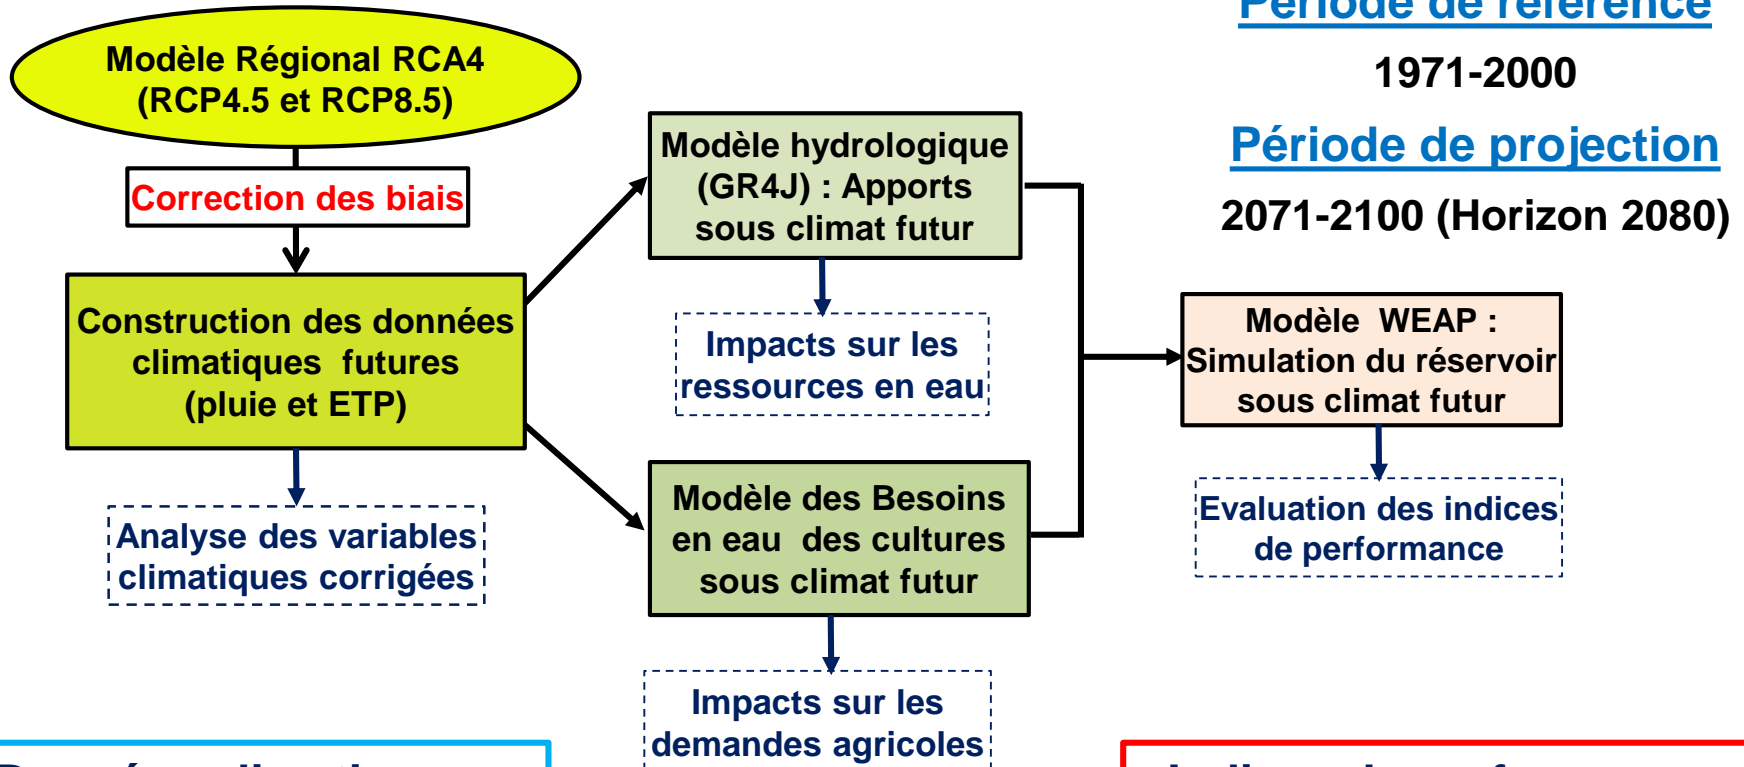 Période de référence
1971-2000
Période de projection
2071-2100 (Horizon 2080)
Modèle Régional RCA4
(RCP4.5 et RCP8.5)
Correction des biais
Construction des données
climatiques futures
(pluie et ETP)
Analyse des variables
climatiques corrigées
Modèle hydrologique
(GR4J) : Apports
sous climat futur
Impacts sur les
ressources en eau
Modèle des Besoins
en eau des cultures
sous climat futur
Impacts sur les
demandes agricoles
Modèle WEAP :
Simulation du réservoir
sous climat futur
Evaluation des indices
de performance